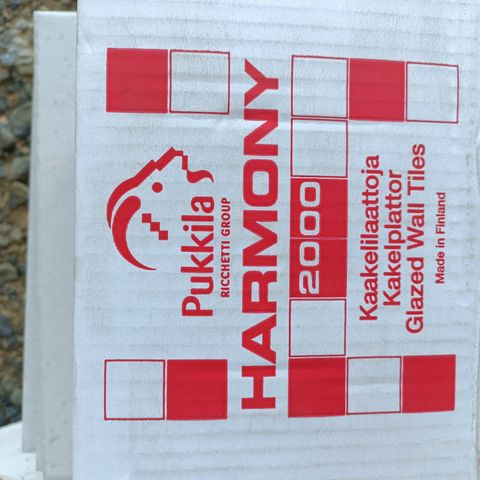 Pukkila
RICCHETTI GROUP
HARMONY
2000
Kaakelilaattoja
Kakelplattor
Glazed Wall Tiles
Made in Finland